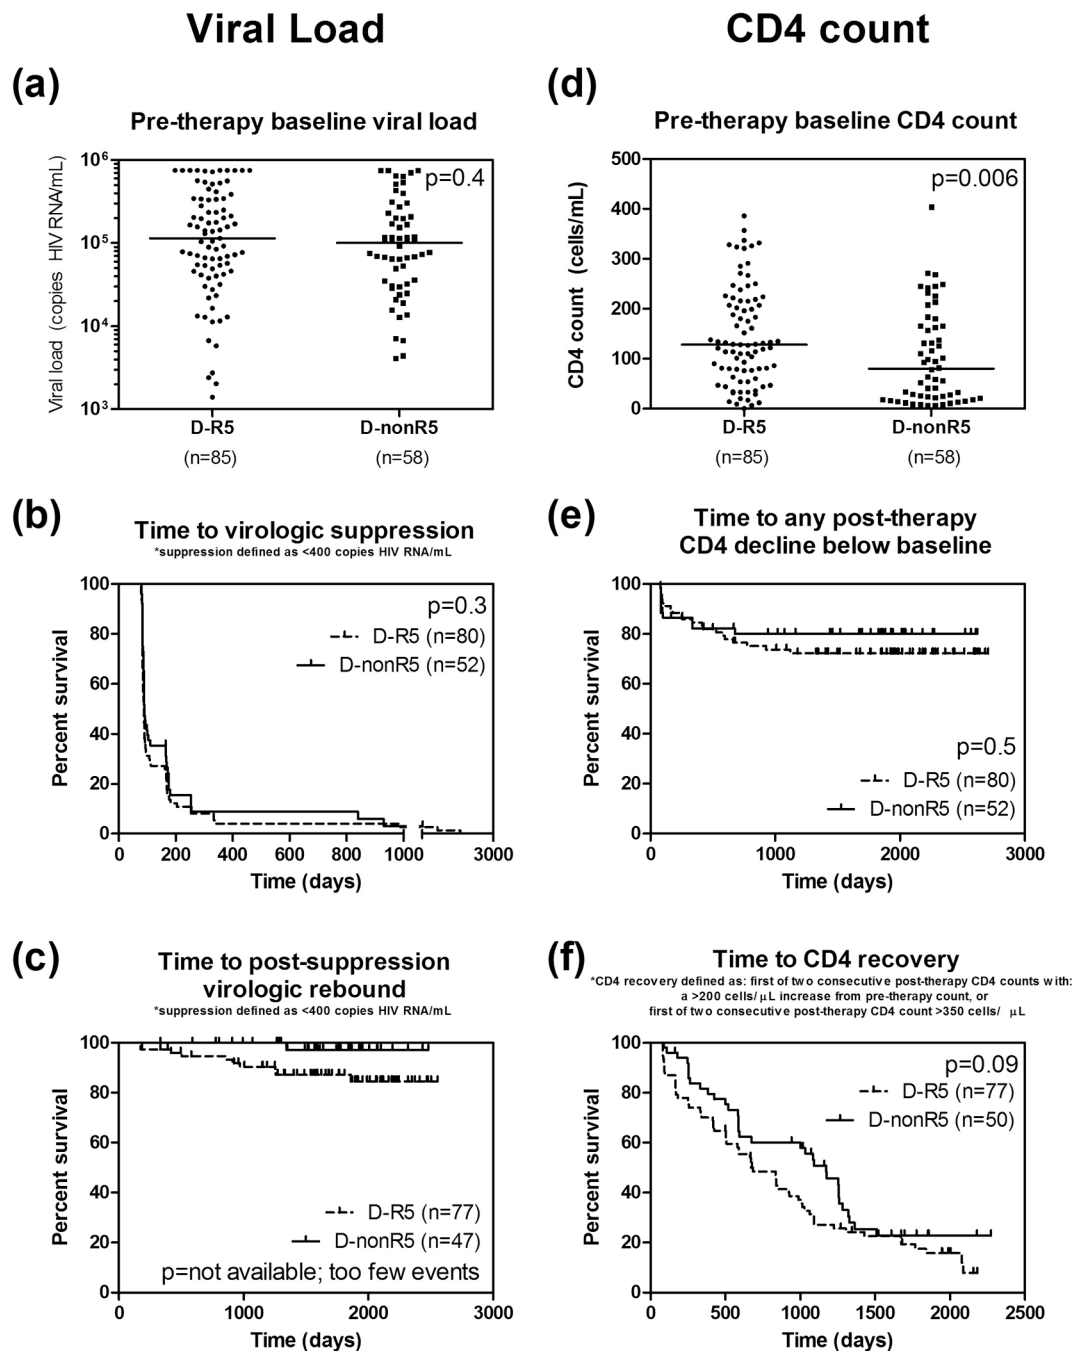 Viral Load
CD4 count
(a)
Pre-therapy baseline viral load
Viral load (copies HIV RNA/mL)
10^6
10^5
10^4
10^3
p=0.4
D-R5
D-nonR5
(n=85)
(n=58)
(d)
Pre-therapy baseline CD4 count
CD4 count (cells/mL)
500
400
300
200
100
0
p=0.006
D-R5
D-nonR5
(n=85)
(n=58)
(b)
Time to virologic suppression
*suppression defined as <400 copies HIV RNA/mL
Percent survival
100
80
60
40
20
0
p=0.3
D-R5 (n=80)
D-nonR5 (n=52)
0 200 400 600 800 1000 3000
Time (days)
(e)
Time to any post-therapy
CD4 decline below baseline
Percent survival
100
80
60
40
20
0
p=0.5
D-R5 (n=80)
D-nonR5 (n=52)
0 1000 2000 3000
Time (days)
(c)
Time to post-suppression
virologic rebound
*suppression defined as <400 copies HIV RNA/mL
Percent survival
100
80
60
40
20
0
D-R5 (n=77)
D-nonR5 (n=47)
p=not available; too few events
0 1000 2000 3000
Time (days)
(f)
Time to CD4 recovery
*CD4 recovery defined as: first of two consecutive post-therapy CD4 counts with:
a >200 cells/μL increase from pre-therapy count, or
first of two consecutive post-therapy CD4 count >350 cells/ μL
Percent survival
100
80
60
40
20
0
p=0.09
D-R5 (n=77)
D-nonR5 (n=50)
0 500 1000 1500 2000 2500
Time (days)